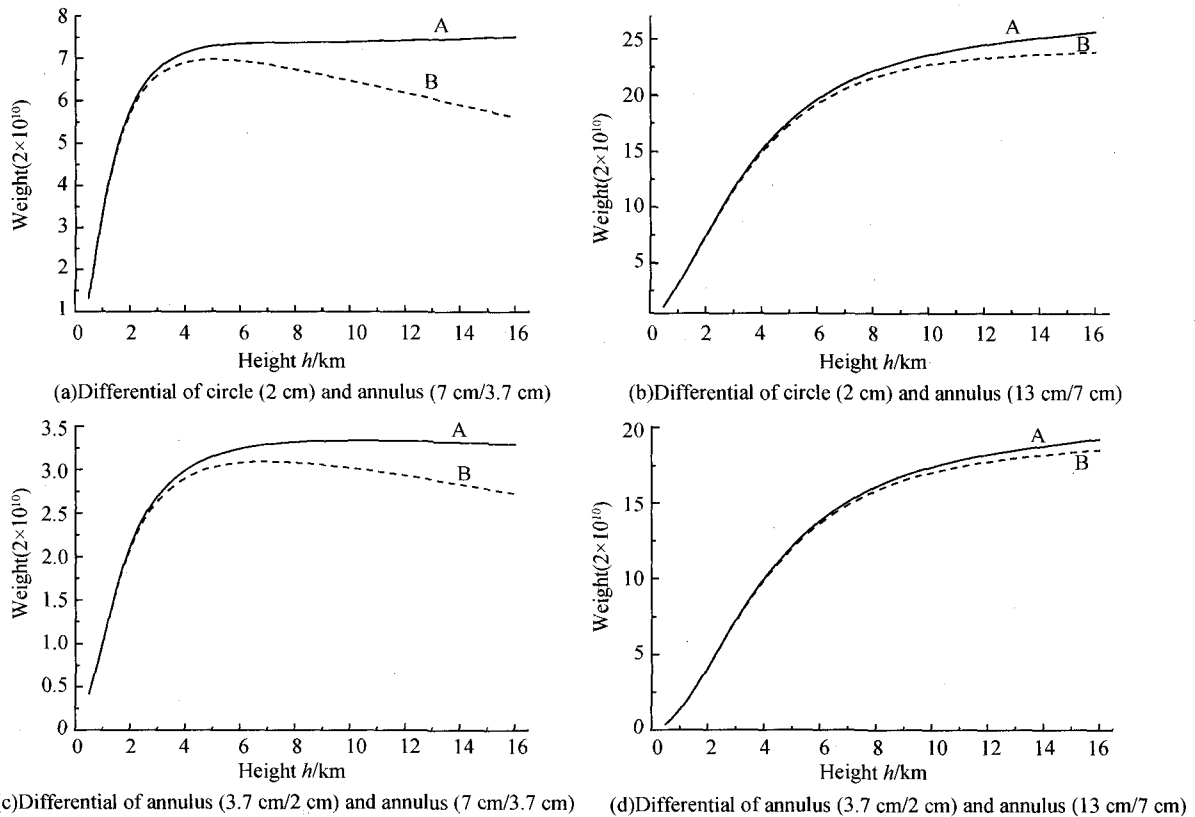 8
7
6
5
4
3
2
1
Weight(2×10¹⁰)
A
B
0 2 4 6 8 10 12 14 16
Height h/km
(a)Differential of circle (2 cm) and annulus (7 cm/3.7 cm)
25
20
15
10
5
Weight(2×10¹⁰)
A
B
0 2 4 6 8 10 12 14 16
Height h/km
(b)Differential of circle (2 cm) and annulus (13 cm/7 cm)
3.5
3.0
2.5
2.0
1.5
1.0
0.5
0
Weight(2×10¹⁰)
A
B
0 2 4 6 8 10 12 14 16
Height h/km
(c)Differential of annulus (3.7 cm/2 cm) and annulus (7 cm/3.7 cm)
20
15
10
5
0
Weight(2×10¹⁰)
A
B
0 2 4 6 8 10 12 14 16
Height h/km
(d)Differential of annulus (3.7 cm/2 cm) and annulus (13 cm/7 cm)